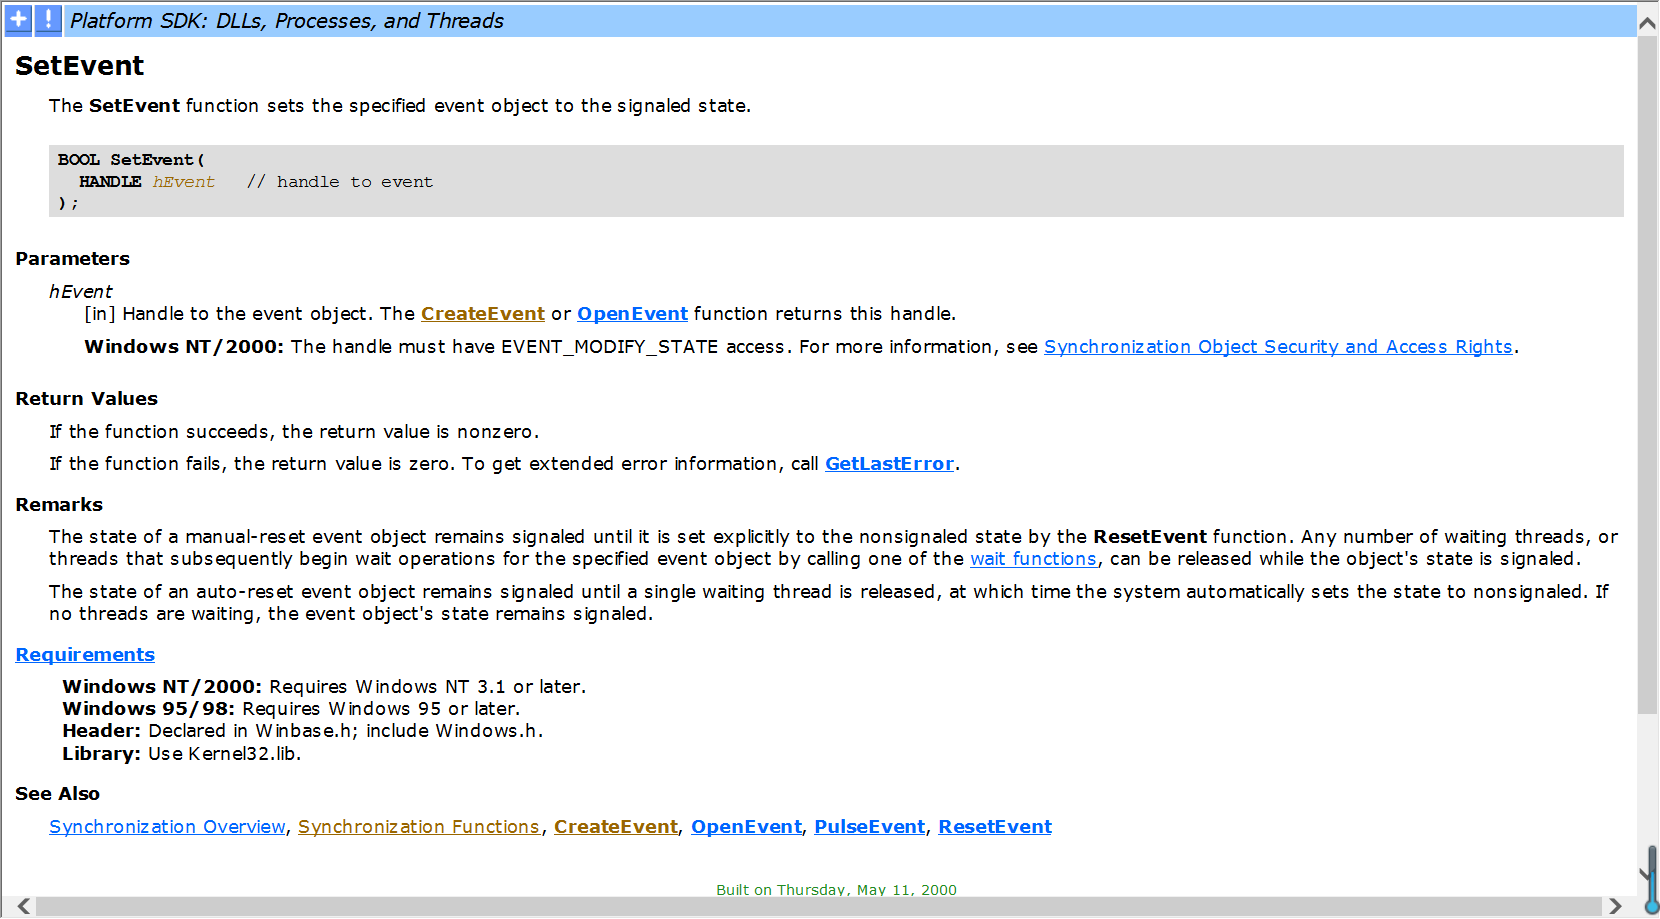 Platform SDK: DLLs, Processes, and Threads
SetEvent
The SetEvent function sets the specified event object to the signaled state.
BOOL SetEvent(
  HANDLE hEvent   // handle to event
);
Parameters
hEvent
[in] Handle to the event object. The CreateEvent or OpenEvent function returns this handle.
Windows NT/2000: The handle must have EVENT_MODIFY_STATE access. For more information, see Synchronization Object Security and Access Rights.
Return Values
If the function succeeds, the return value is nonzero.
If the function fails, the return value is zero. To get extended error information, call GetLastError.
Remarks
The state of a manual-reset event object remains signaled until it is set explicitly to the nonsignaled state by the ResetEvent function. Any number of waiting threads, or
threads that subsequently begin wait operations for the specified event object by calling one of the wait functions, can be released while the object's state is signaled.
The state of an auto-reset event object remains signaled until a single waiting thread is released, at which time the system automatically sets the state to nonsignaled. If
no threads are waiting, the event object's state remains signaled.
Requirements
Windows NT/2000: Requires Windows NT 3.1 or later.
Windows 95/98: Requires Windows 95 or later.
Header: Declared in Winbase.h; include Windows.h.
Library: Use Kernel32.lib.
See Also
Synchronization Overview, Synchronization Functions, CreateEvent, OpenEvent, PulseEvent, ResetEvent
Built on Thursday, May 11, 2000